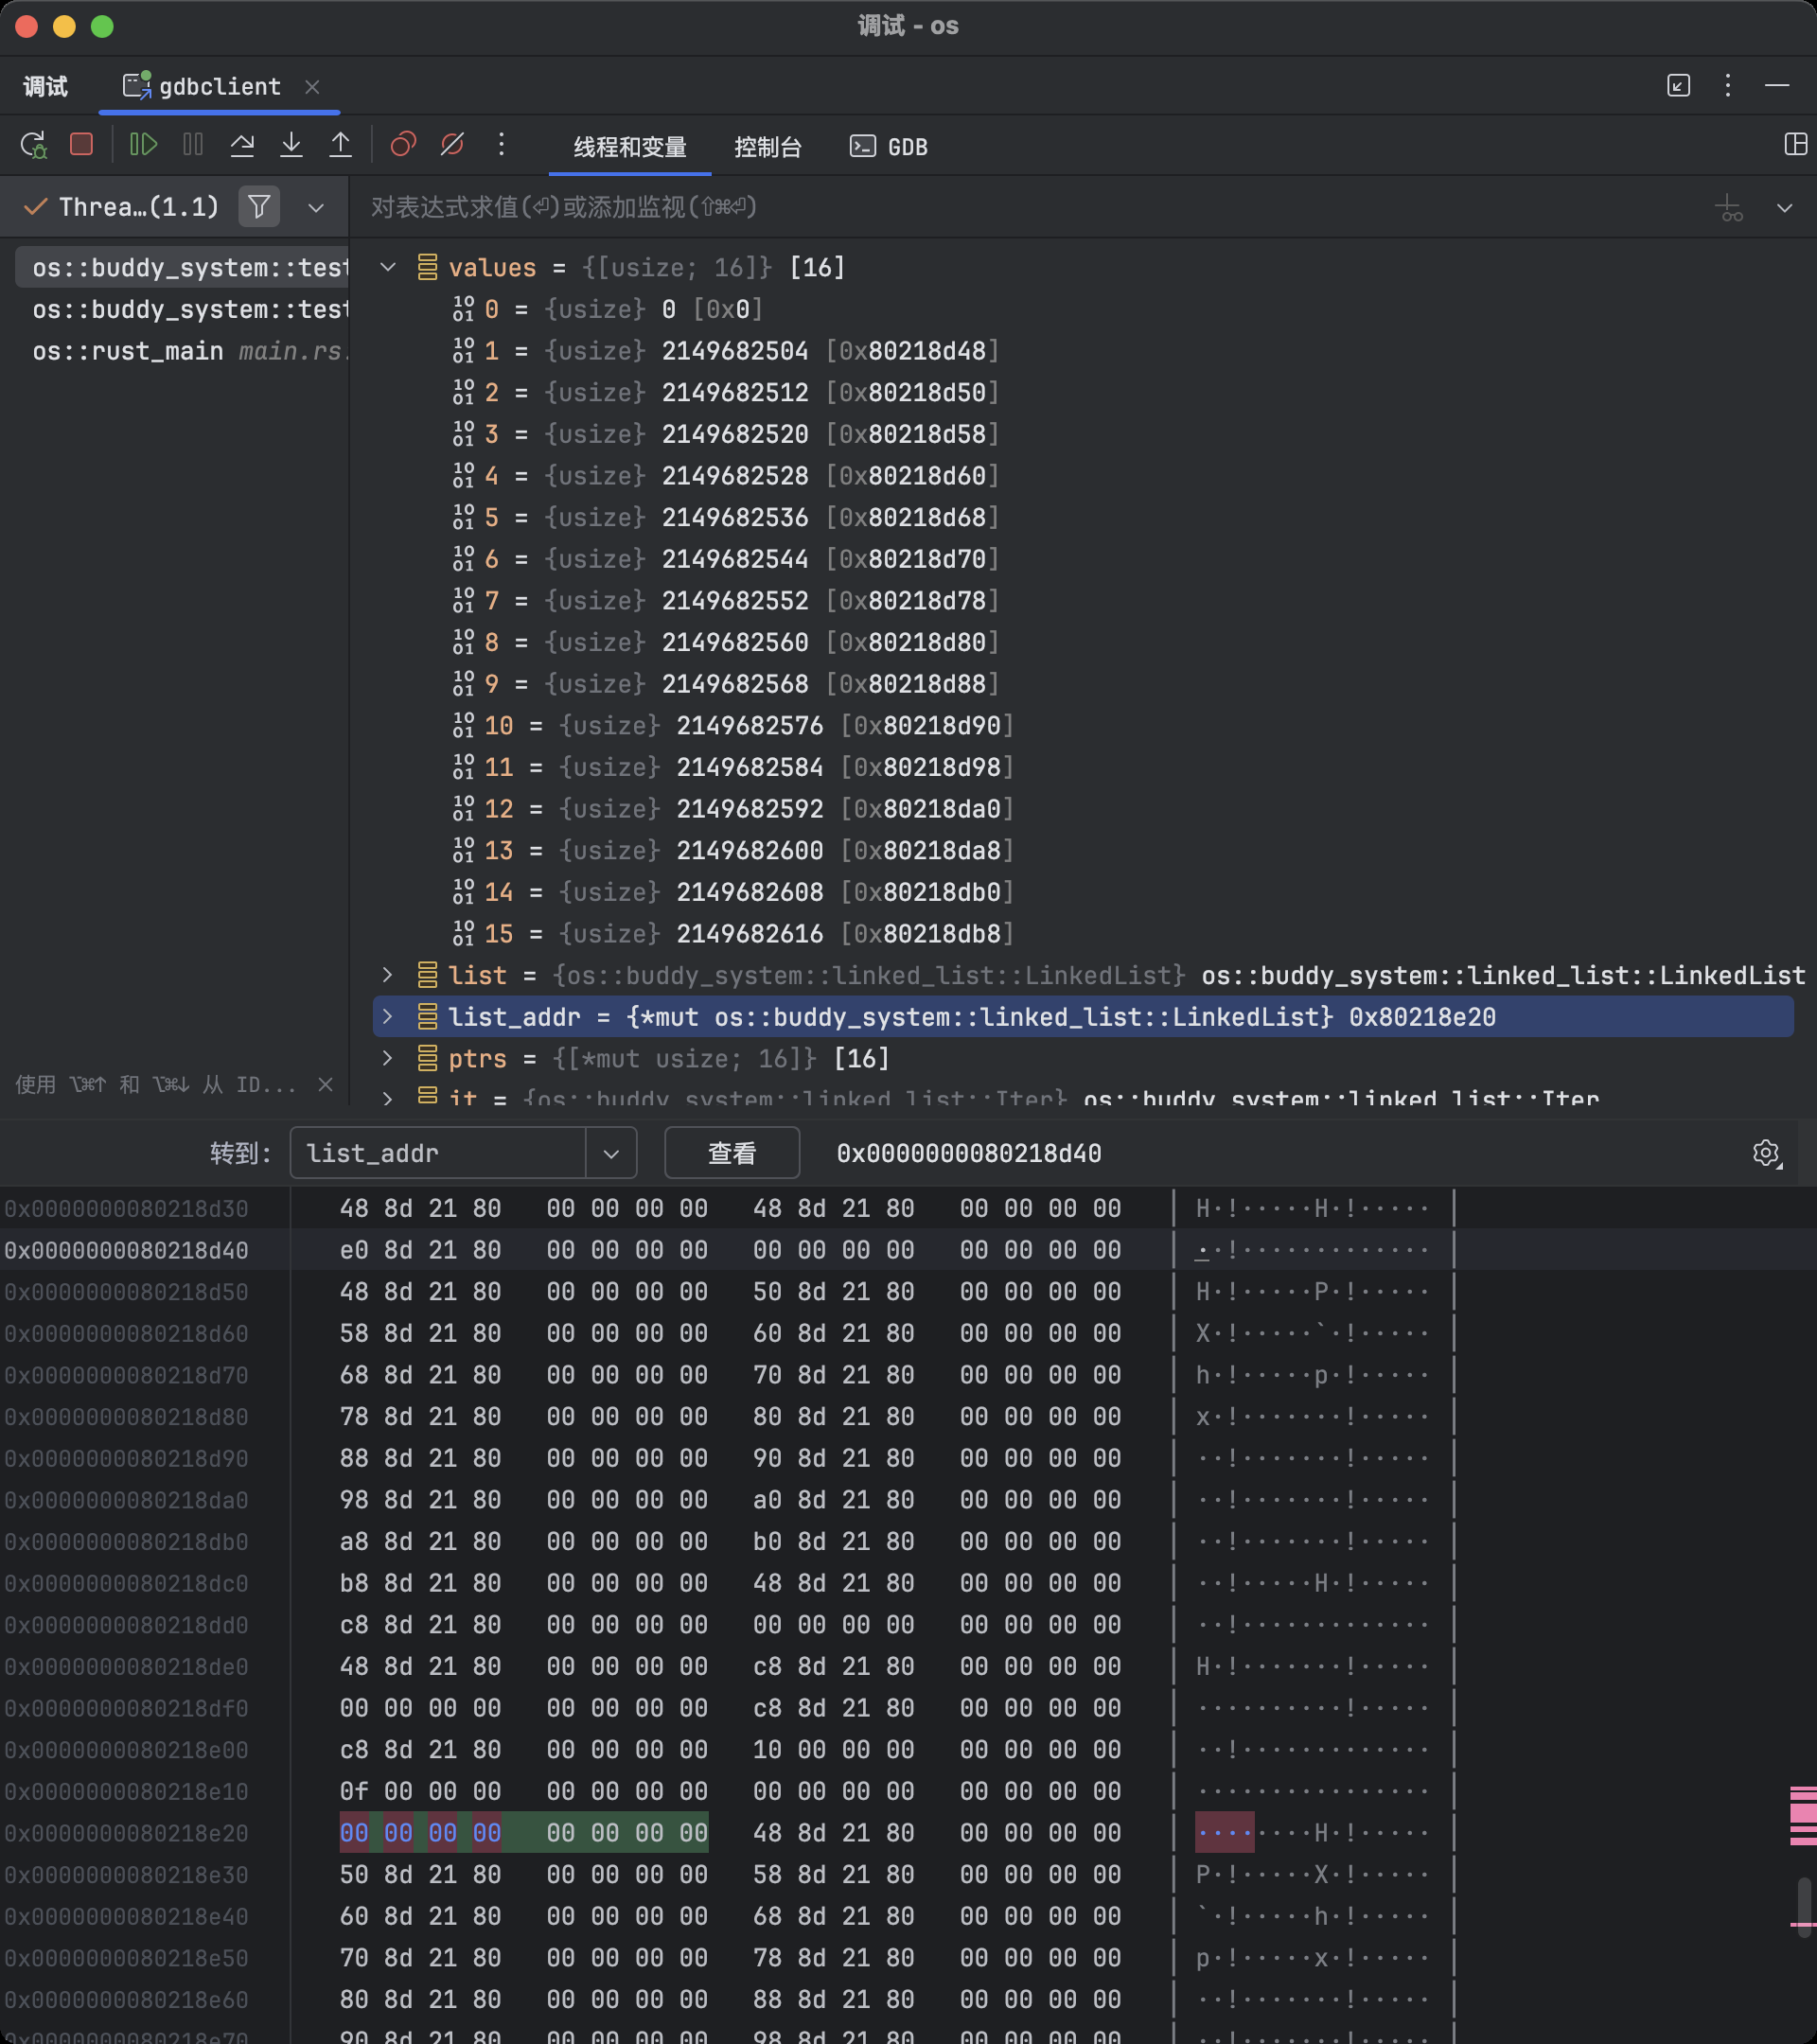 调试 - os
调试 gdbclient
线程和变量 控制台 GDB
Threa…(1.1)
对表达式求值(⏎)或添加监视(⇧⌘⏎)
os::buddy_system::test
os::buddy_system::test
os::rust_main main.rs:
values = {[usize; 16]} [16]
0 = {usize} 0 [0x0]
1 = {usize} 2149682504 [0x80218d48]
2 = {usize} 2149682512 [0x80218d50]
3 = {usize} 2149682520 [0x80218d58]
4 = {usize} 2149682528 [0x80218d60]
5 = {usize} 2149682536 [0x80218d68]
6 = {usize} 2149682544 [0x80218d70]
7 = {usize} 2149682552 [0x80218d78]
8 = {usize} 2149682560 [0x80218d80]
9 = {usize} 2149682568 [0x80218d88]
10 = {usize} 2149682576 [0x80218d90]
11 = {usize} 2149682584 [0x80218d98]
12 = {usize} 2149682592 [0x80218da0]
13 = {usize} 2149682600 [0x80218da8]
14 = {usize} 2149682608 [0x80218db0]
15 = {usize} 2149682616 [0x80218db8]
list = {os::buddy_system::linked_list::LinkedList} os::buddy_system::linked_list::LinkedList
list_addr = {*mut os::buddy_system::linked_list::LinkedList} 0x80218e20
ptrs = {[*mut usize; 16]} [16]
it = {os::buddy_system::linked_list::Iter} os::buddy_system::linked_list::Iter
使用 ⌥⌘↑ 和 ⌥⌘↓ 从 ID...
转到: list_addr 查看 0x0000000080218d40
0x0000000080218d30 48 8d 21 80 00 00 00 00 48 8d 21 80 00 00 00 00 H·!·····H·!·····
0x0000000080218d40 e0 8d 21 80 00 00 00 00 00 00 00 00 00 00 00 00 ··!·············
0x0000000080218d50 48 8d 21 80 00 00 00 00 50 8d 21 80 00 00 00 00 H·!·····P·!·····
0x0000000080218d60 58 8d 21 80 00 00 00 00 60 8d 21 80 00 00 00 00 X·!·····`·!·····
0x0000000080218d70 68 8d 21 80 00 00 00 00 70 8d 21 80 00 00 00 00 h·!·····p·!·····
0x0000000080218d80 78 8d 21 80 00 00 00 00 80 8d 21 80 00 00 00 00 x·!·······!·····
0x0000000080218d90 88 8d 21 80 00 00 00 00 90 8d 21 80 00 00 00 00 ··!·······!·····
0x0000000080218da0 98 8d 21 80 00 00 00 00 a0 8d 21 80 00 00 00 00 ··!·······!·····
0x0000000080218db0 a8 8d 21 80 00 00 00 00 b0 8d 21 80 00 00 00 00 ··!·······!·····
0x0000000080218dc0 b8 8d 21 80 00 00 00 00 48 8d 21 80 00 00 00 00 ··!·····H·!·····
0x0000000080218dd0 c8 8d 21 80 00 00 00 00 00 00 00 00 00 00 00 00 ··!·············
0x0000000080218de0 48 8d 21 80 00 00 00 00 c8 8d 21 80 00 00 00 00 H·!·······!·····
0x0000000080218df0 00 00 00 00 00 00 00 00 c8 8d 21 80 00 00 00 00 ··········!·····
0x0000000080218e00 c8 8d 21 80 00 00 00 00 10 00 00 00 00 00 00 00 ··!·············
0x0000000080218e10 0f 00 00 00 00 00 00 00 00 00 00 00 00 00 00 00 ················
0x0000000080218e20 00 00 00 00 00 00 00 00 48 8d 21 80 00 00 00 00 ········H·!·····
0x0000000080218e30 50 8d 21 80 00 00 00 00 58 8d 21 80 00 00 00 00 P·!·····X·!·····
0x0000000080218e40 60 8d 21 80 00 00 00 00 68 8d 21 80 00 00 00 00 `·!·····h·!·····
0x0000000080218e50 70 8d 21 80 00 00 00 00 78 8d 21 80 00 00 00 00 p·!·····x·!·····
0x0000000080218e60 80 8d 21 80 00 00 00 00 88 8d 21 80 00 00 00 00 ··!·······!·····
0x0000000080218e70 90 8d 21 80 00 00 00 00 98 8d 21 80 00 00 00 00 ··!·······!·····